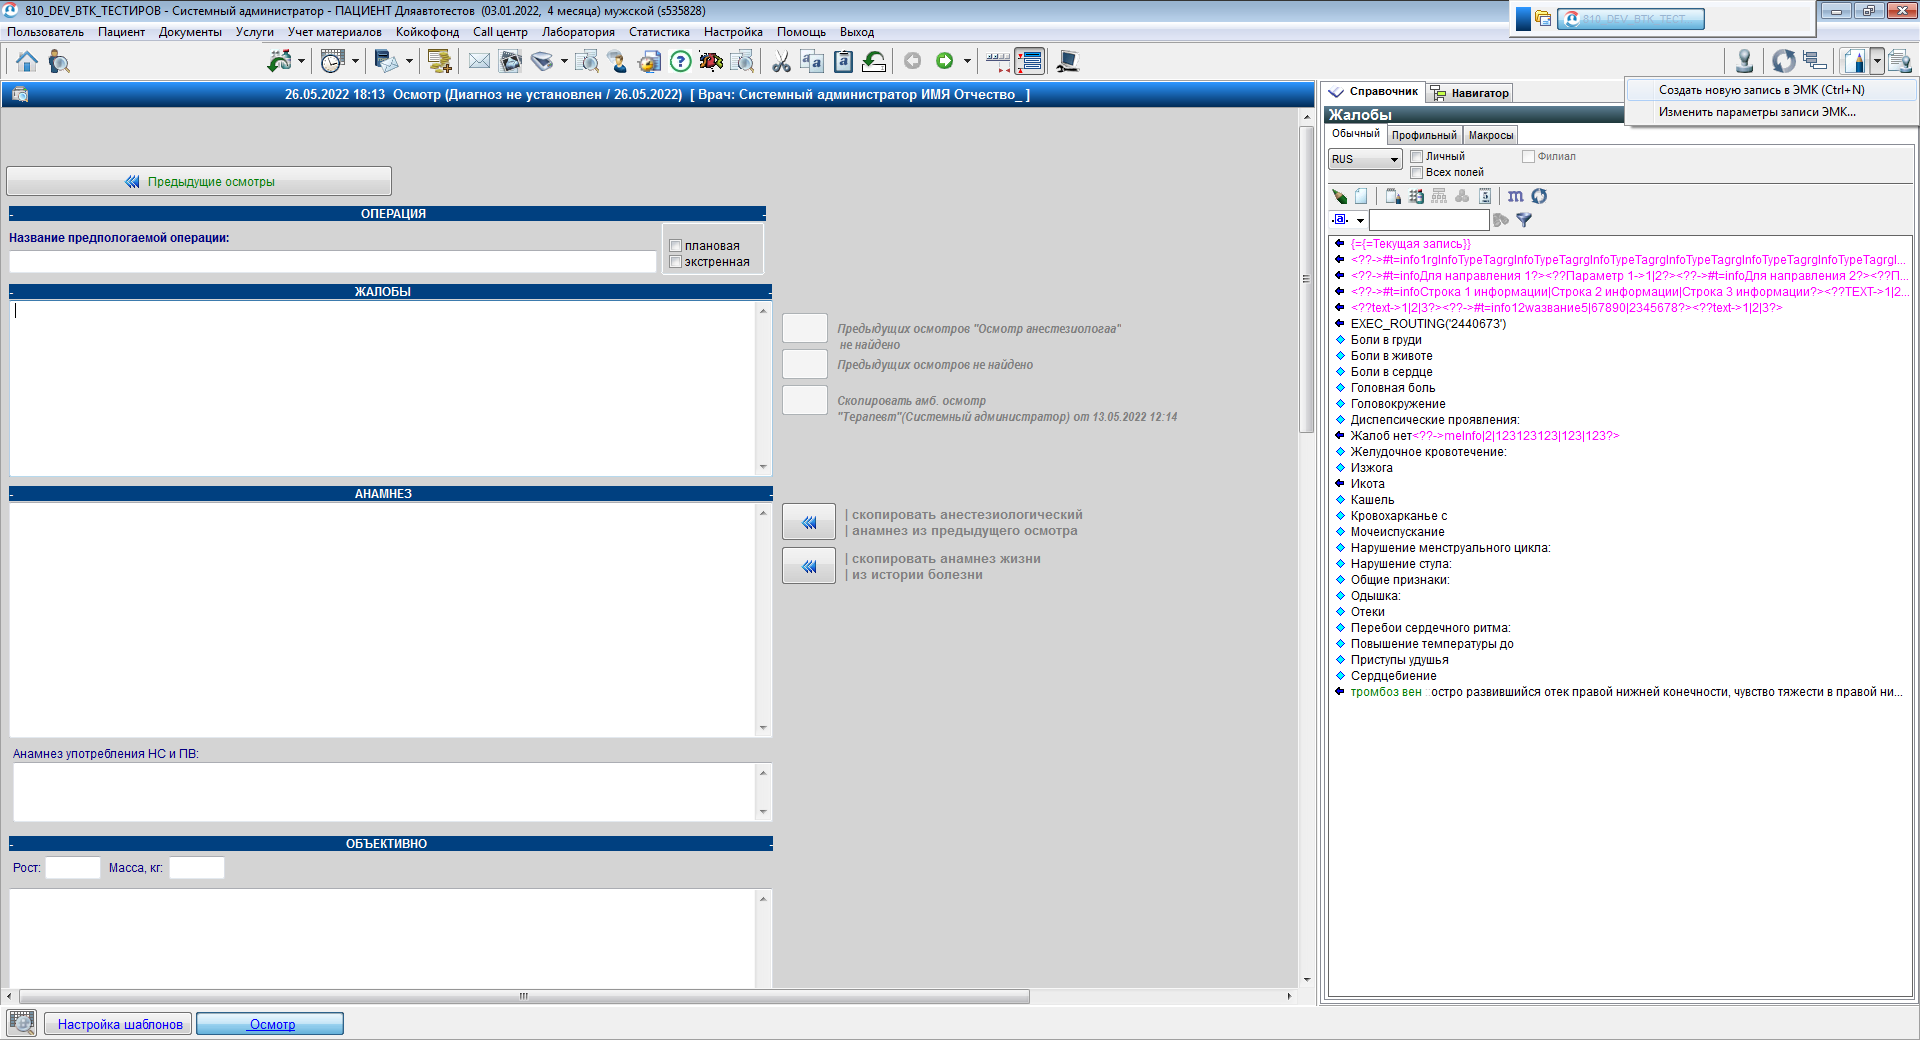 810_DEV_BTK_ТЕСТИРОВ - Системный администратор - ПАЦИЕНТ Дляавтотестов (03.01.2022, 4 месяца) мужской (s535828)
810_DEV_BTK_ТЕСТ
Пользователь Пациент Документы Услуги Учет материалов Койкофонд Call центр Лаборатория Статистика Настройка Помощь Выход
Создать новую запись в ЭМК (Ctrl+N)
Изменить параметры записи ЭМК...
26.05.2022 18:13 Осмотр (Диагноз не установлен / 26.05.2022) [ Врач: Системный администратор ИМЯ Отчество_ ]
Предыдущие осмотры
ОПЕРАЦИЯ
Название предпологаемой операции:
плановая
экстренная
ЖАЛОБЫ
Предыдущих осмотров "Осмотр анестезиологаа"
не найдено
Предыдущих осмотров не найдено
Скопировать амб. осмотр
"Терапевт"(Системный администратор) от 13.05.2022 12:14
АНАМНЕЗ
| скопировать анестезиологический
| анамнез из предыдущего осмотра
| скопировать анамнез жизни
| из истории болезни
Анамнез употребления НС и ПВ:
ОБЪЕКТИВНО
Рост: Масса, кг:
Настройка шаблонов Осмотр
Справочник Навигатор
Жалобы
Обычный Профильный Макросы
RUS Личный Филиал
Всех полей
m
.a.
{={=Текущая запись}}
<??->#t=info1rgInfoTypeTagrgInfoTypeTagrgInfoTypeTagrgInfoTypeTagrgInfoTypeTagrgInfoTypeTagrgI...
<??->#t=infoДля направления 1?><??Параметр 1->1|2?><??->#t=infoДля направления 2?><??П...
<??->#t=infoСтрока 1 информации|Строка 2 информации|Строка 3 информации?><??TEXT->1|2...
<??text->1|2|3?><??->#t=info12wазвание5|67890|2345678?><??text->1|2|3?>
EXEC_ROUTING('2440673')
Боли в груди
Боли в животе
Боли в сердце
Головная боль
Головокружение
Диспепсические проявления:
Жалоб нет<??->meInfo|2|123123123|123|123?>
Желудочное кровотечение:
Изжога
Икота
Кашель
Кровохарканье с
Мочеиспускание
Нарушение менструального цикла:
Нарушение стула:
Общие признаки:
Одышка:
Отеки
Перебои сердечного ритма:
Повышение температуры до
Приступы удушья
Сердцебиение
тромбоз вен : остро развившийся отек правой нижней конечности, чувство тяжести в правой ни...